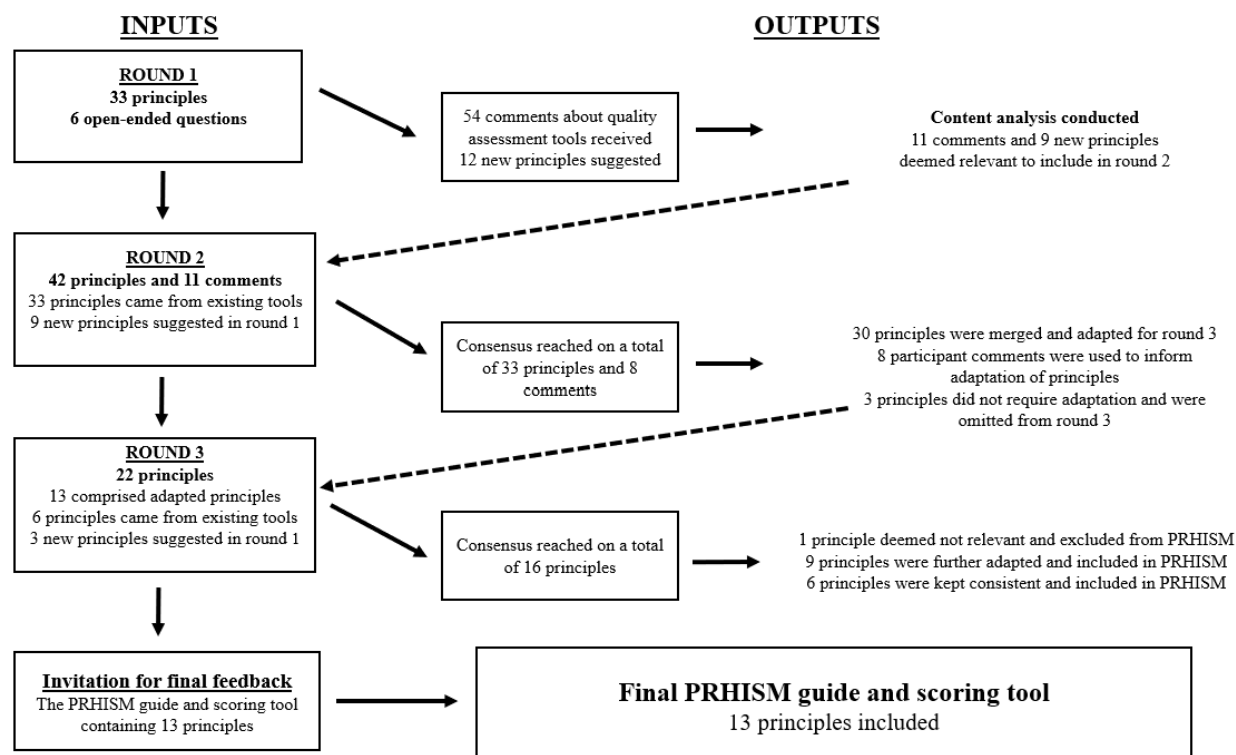 INPUTS
OUTPUTS
ROUND 1
33 principles
6 open-ended questions
54 comments about quality
assessment tools received
12 new principles suggested
Content analysis conducted
11 comments and 9 new principles
deemed relevant to include in round 2
ROUND 2
42 principles and 11 comments
33 principles came from existing tools
9 new principles suggested in round 1
Consensus reached on a total
of 33 principles and 8
comments
30 principles were merged and adapted for round 3
8 participant comments were used to inform
adaptation of principles
3 principles did not require adaptation and were
omitted from round 3
ROUND 3
22 principles
13 comprised adapted principles
6 principles came from existing tools
3 new principles suggested in round 1
Consensus reached on a total
of 16 principles
1 principle deemed not relevant and excluded from PRHISM
9 principles were further adapted and included in PRHISM
6 principles were kept consistent and included in PRHISM
Invitation for final feedback
The PRHISM guide and scoring tool
containing 13 principles
Final PRHISM guide and scoring tool
13 principles included